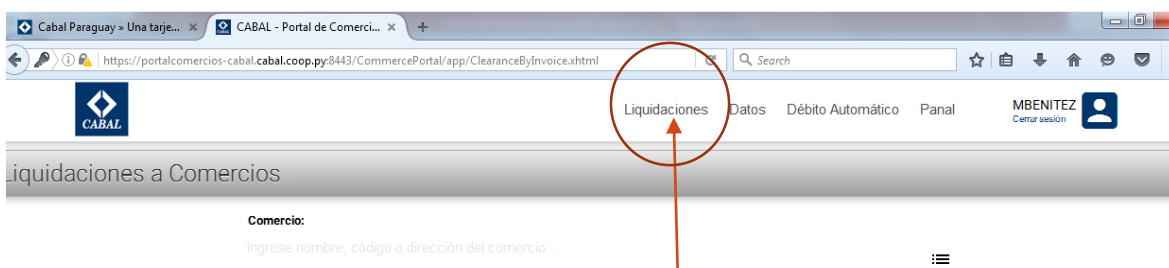 Cabal Paraguay » Una tarje... CABAL - Portal de Comerci...
https://portalcomercios-cabal.cabal.coop.py:8443/CommercePortal/app/ClearanceByInvoice.xhtml Search
CABAL
Liquidaciones Datos Débito Automático Panal MBENITEZ
Cerrar sesión
Liquidaciones a Comercios
Comercio:
Ingrese nombre, código o dirección del comercio...